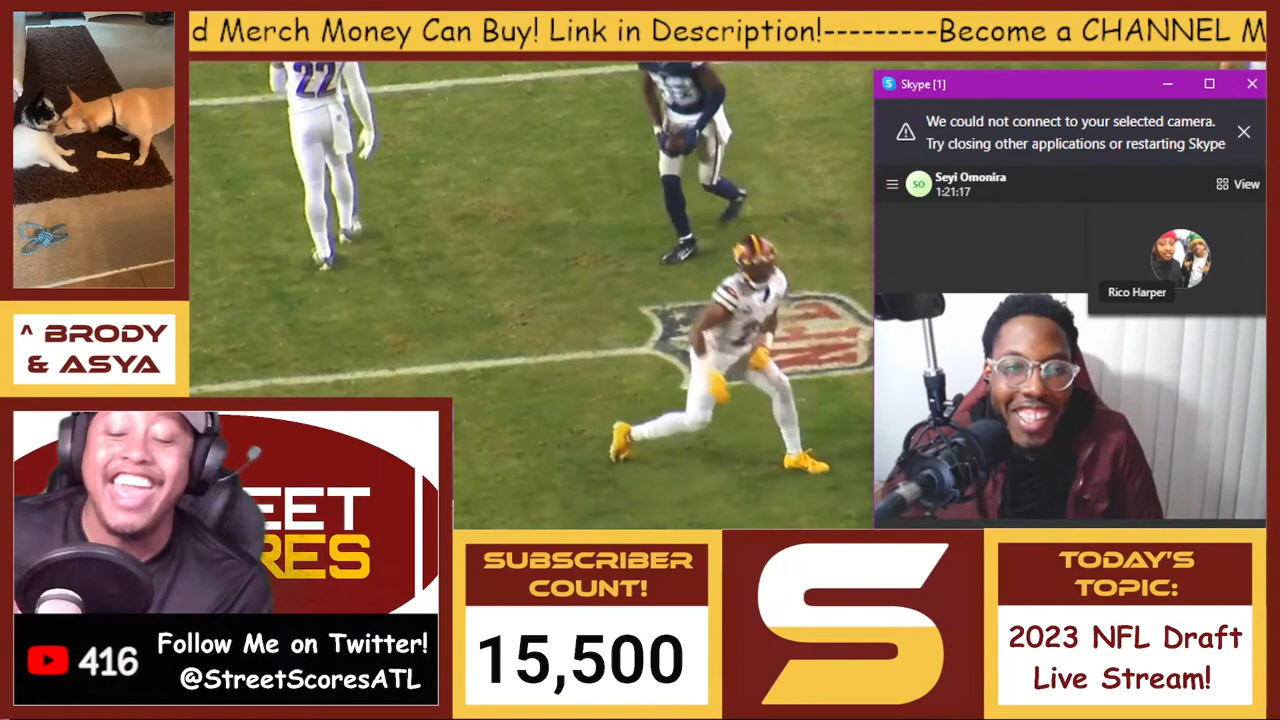 d Merch Money Can Buy! Link in Description!---------Become a CHANNEL M
22
Skype [1]
We could not connect to your selected camera.
Try closing other applications or restarting Skype
SO
Seyi Omonira
1:21:17
View
Rico Harper
^ BRODY
& ASYA
EET
RES
416
Follow Me on Twitter!
@StreetScoresATL
SUBSCRIBER
COUNT!
15,500
S
TODAY'S
TOPIC:
2023 NFL Draft
Live Stream!